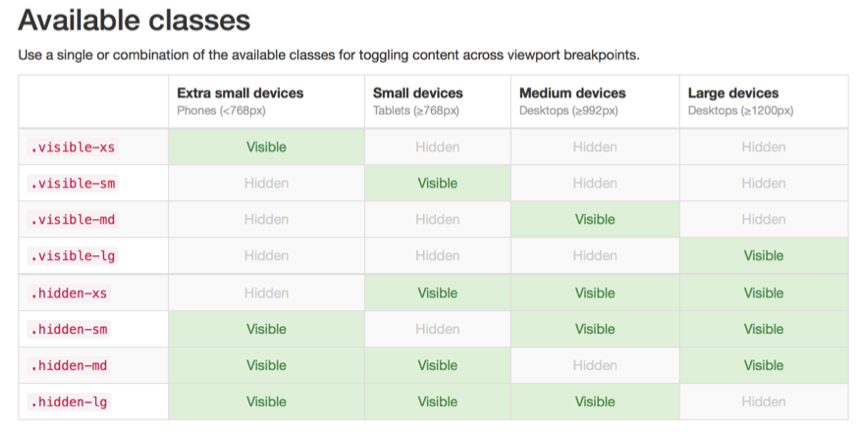 Available classes
Use a single or combination of the available classes for toggling content across viewport breakpoints.
Extra small devices Small devices Medium devices Large devices
Phones (<768px) Tablets (≥768px) Desktops (≥992px) Desktops (≥1200px)
.visible-xs Visible Hidden Hidden Hidden
.visible-sm Hidden Visible Hidden Hidden
.visible-md Hidden Hidden Visible Hidden
.visible-lg Hidden Hidden Hidden Visible
.hidden-xs Hidden Visible Visible Visible
.hidden-sm Visible Hidden Visible Visible
.hidden-md Visible Visible Hidden Visible
.hidden-lg Visible Visible Visible Hidden